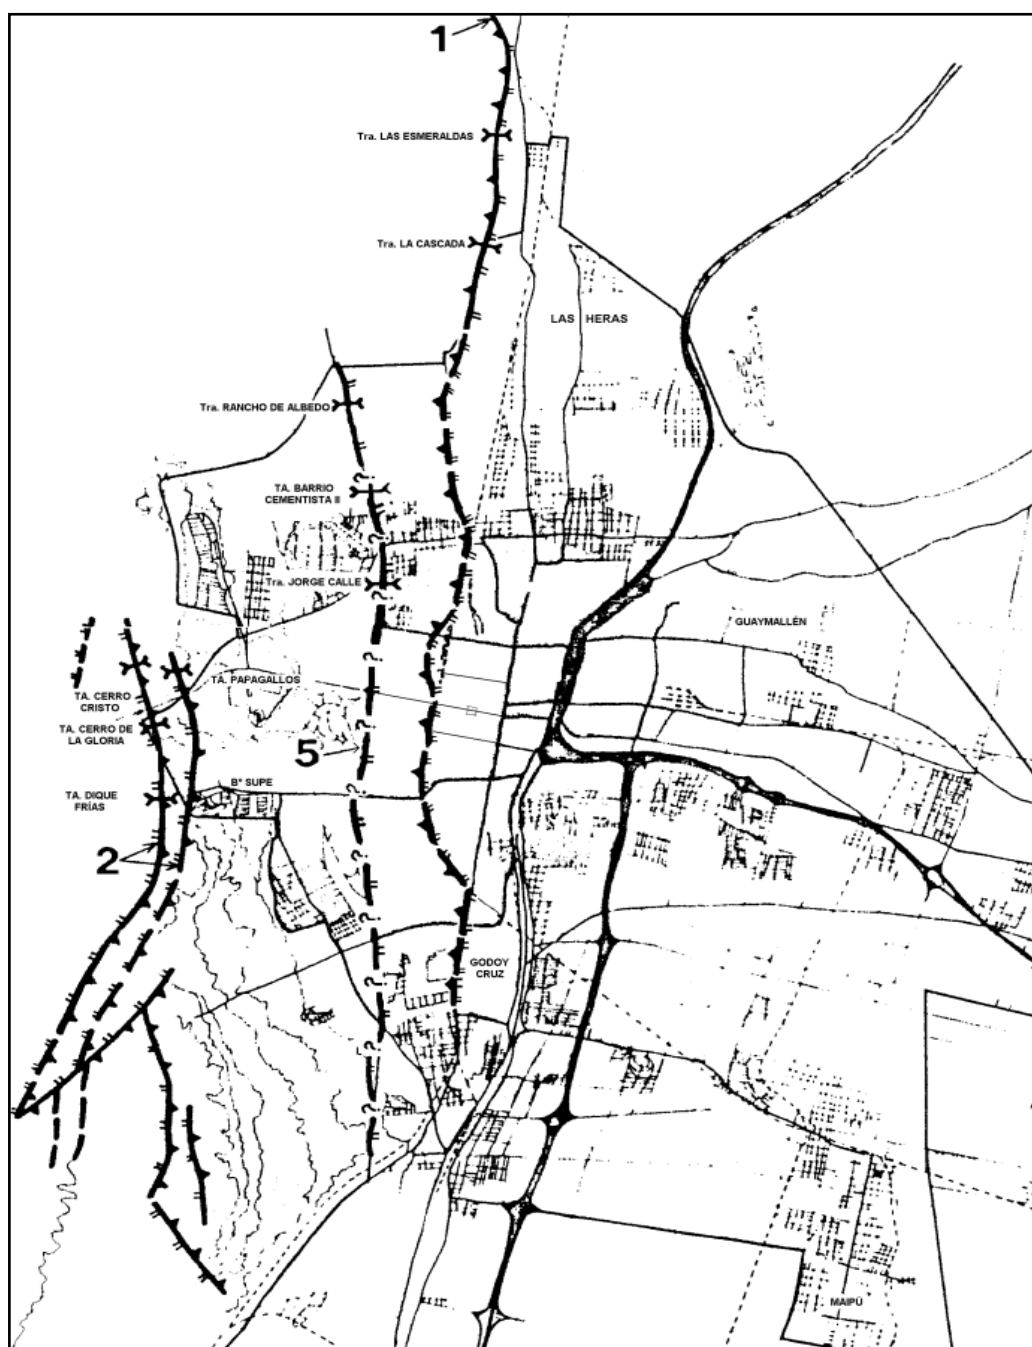 1
Tra. LAS ESMERALDAS
Tra. LA CASCADA
LAS HERAS
Tra. RANCHO DE ALBEDO
?
TA. BARRIO
CEMENTISTA II
?
Tra. JORGE CALLE
?
GUAYMALLÉN
?
TA. PAPAGALLOS
TA. CERRO
CRISTO
?
TA. CERRO DE
LA GLORIA
5
?
B° SUPE
TA. DIQUE
FRÍAS
?
2
?
?
GODOY
CRUZ
?
?
?
MAIPÚ